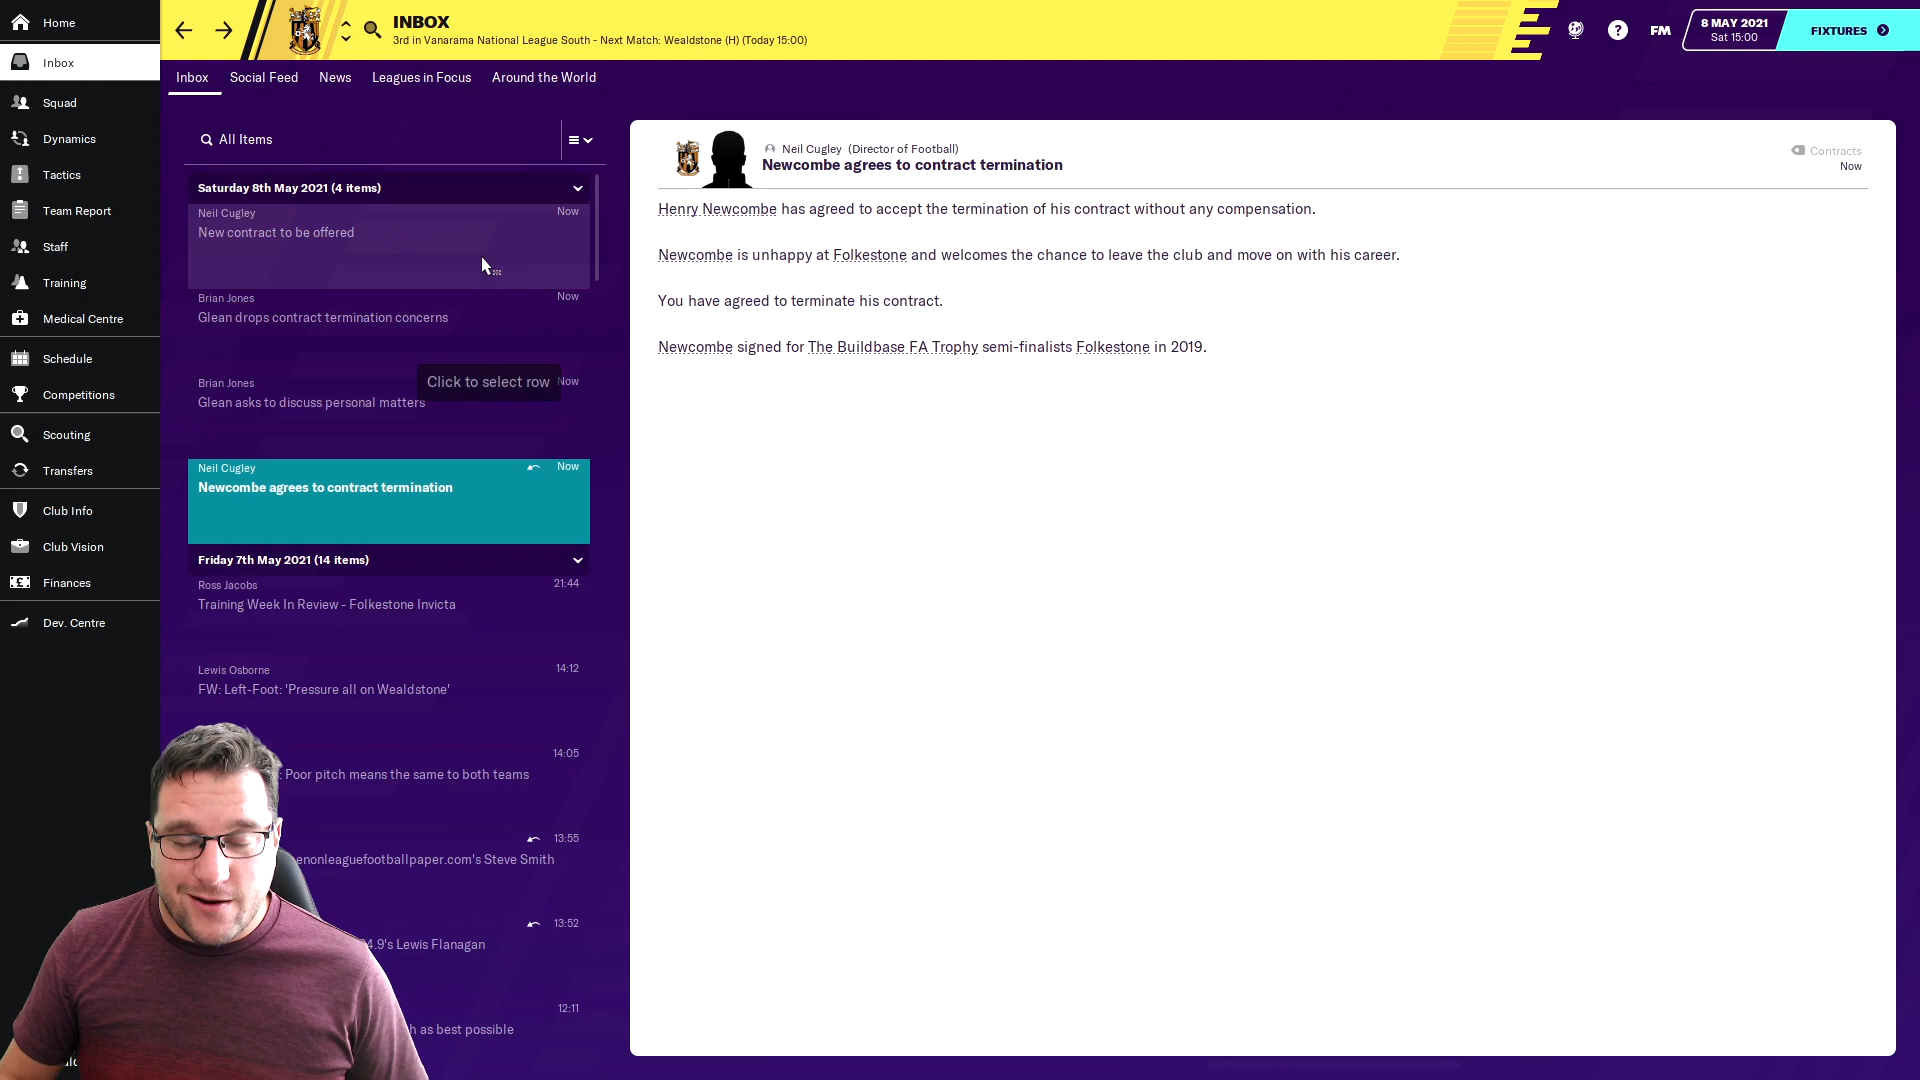 Home
Inbox
Squad
Dynamics
Tactics
Team Report
Staff
Training
Medical Centre
Schedule
Competitions
Scouting
Transfers
Club Info
Club Vision
Finances
Dev. Centre
INBOX
3rd in Vanarama National League South - Next Match: Wealdstone (H) (Today 15:00)
?
FM
8 MAY 2021
Sat 15:00
FIXTURES
Inbox
Social Feed
News
Leagues in Focus
Around the World
All Items
Saturday 8th May 2021 (4 items)
Neil Cugley Now
New contract to be offered
Brian Jones Now
Glean drops contract termination concerns
Brian Jones Now
Glean asks to discuss personal matters
Click to select row
Neil Cugley Now
Newcombe agrees to contract termination
Friday 7th May 2021 (14 items)
Ross Jacobs 21:44
Training Week In Review - Folkestone Invicta
Lewis Osborne 14:12
FW: Left-Foot: 'Pressure all on Wealdstone'
14:05
: Poor pitch means the same to both teams
13:55
enonleaguefootballpaper.com's Steve Smith
13:52
4.9's Lewis Flanagan
12:11
h as best possible
Neil Cugley (Director of Football)
Newcombe agrees to contract termination
Contracts
Now
Henry Newcombe has agreed to accept the termination of his contract without any compensation.
Newcombe is unhappy at Folkestone and welcomes the chance to leave the club and move on with his career.
You have agreed to terminate his contract.
Newcombe signed for The Buildbase FA Trophy semi-finalists Folkestone in 2019.